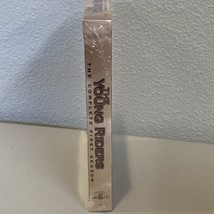 THE
YOUNG RIDERS
THE COMPLETE FIRST SEASON